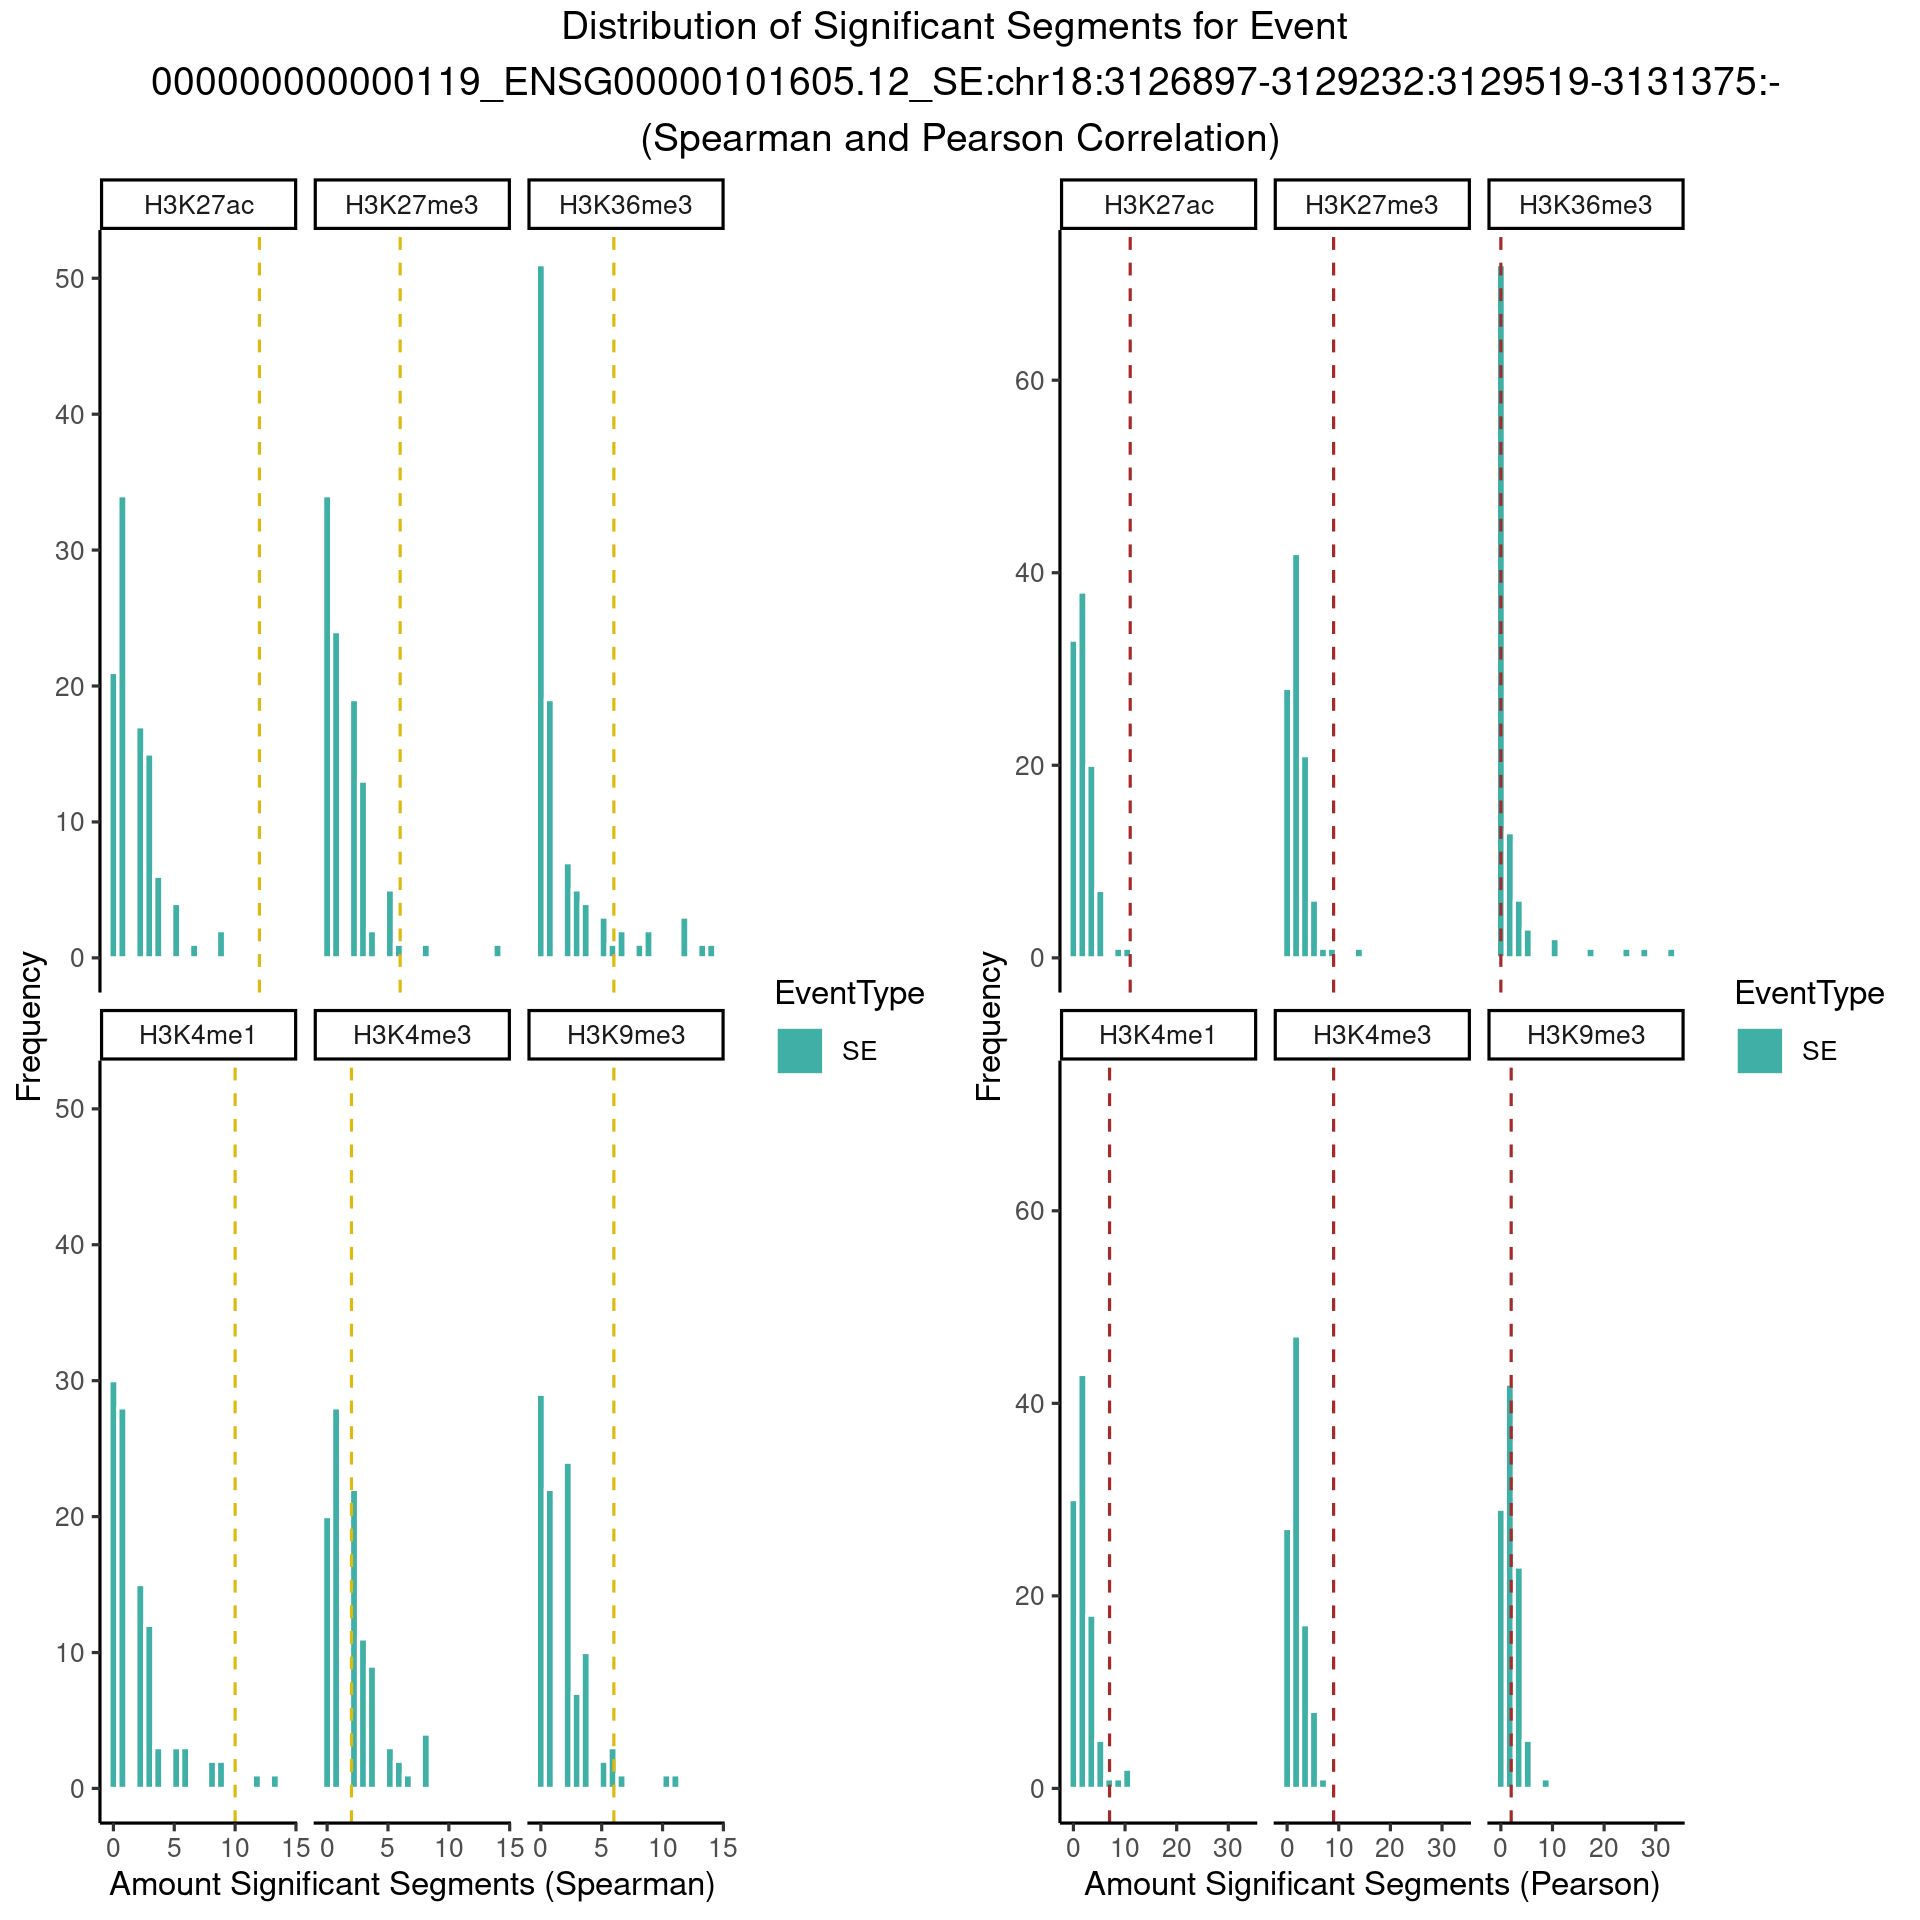 Distribution of Significant Segments for Event
000000000000119_ENSG00000101605.12_SE:chr18:3126897-3129232:3129519-3131375:-
(Spearman and Pearson Correlation)
H3K27ac H3K27me3 H3K36me3
50
40
30
20
10
0
H3K4me1 H3K4me3 H3K9me3
50
40
30
20
10
0
0 5 10 15 0 5 10 15 0 5 10 15
Amount Significant Segments (Spearman)
Frequency
EventType
SE
H3K27ac H3K27me3 H3K36me3
60
40
20
0
H3K4me1 H3K4me3 H3K9me3
60
40
20
0
0 10 20 30 0 10 20 30 0 10 20 30
Amount Significant Segments (Pearson)
Frequency
EventType
SE